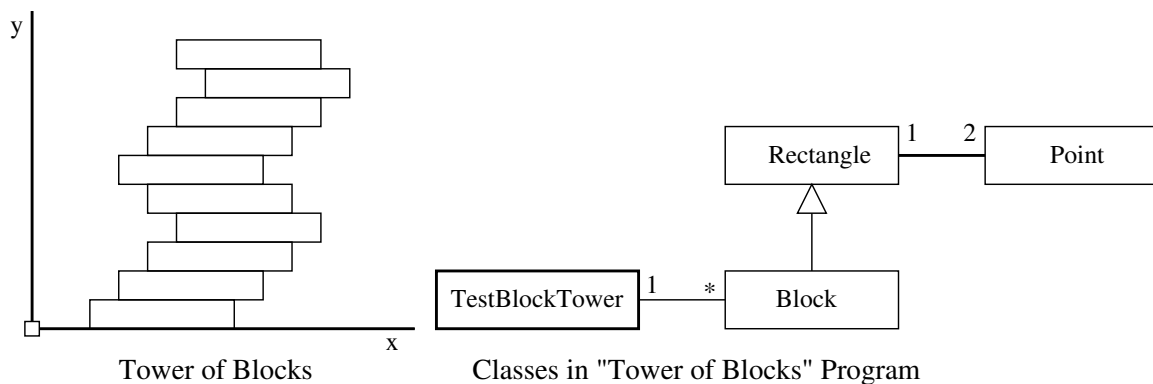 y
Rectangle
1
2
Point
TestBlockTower
1
*
Block
x
Tower of Blocks
Classes in "Tower of Blocks" Program